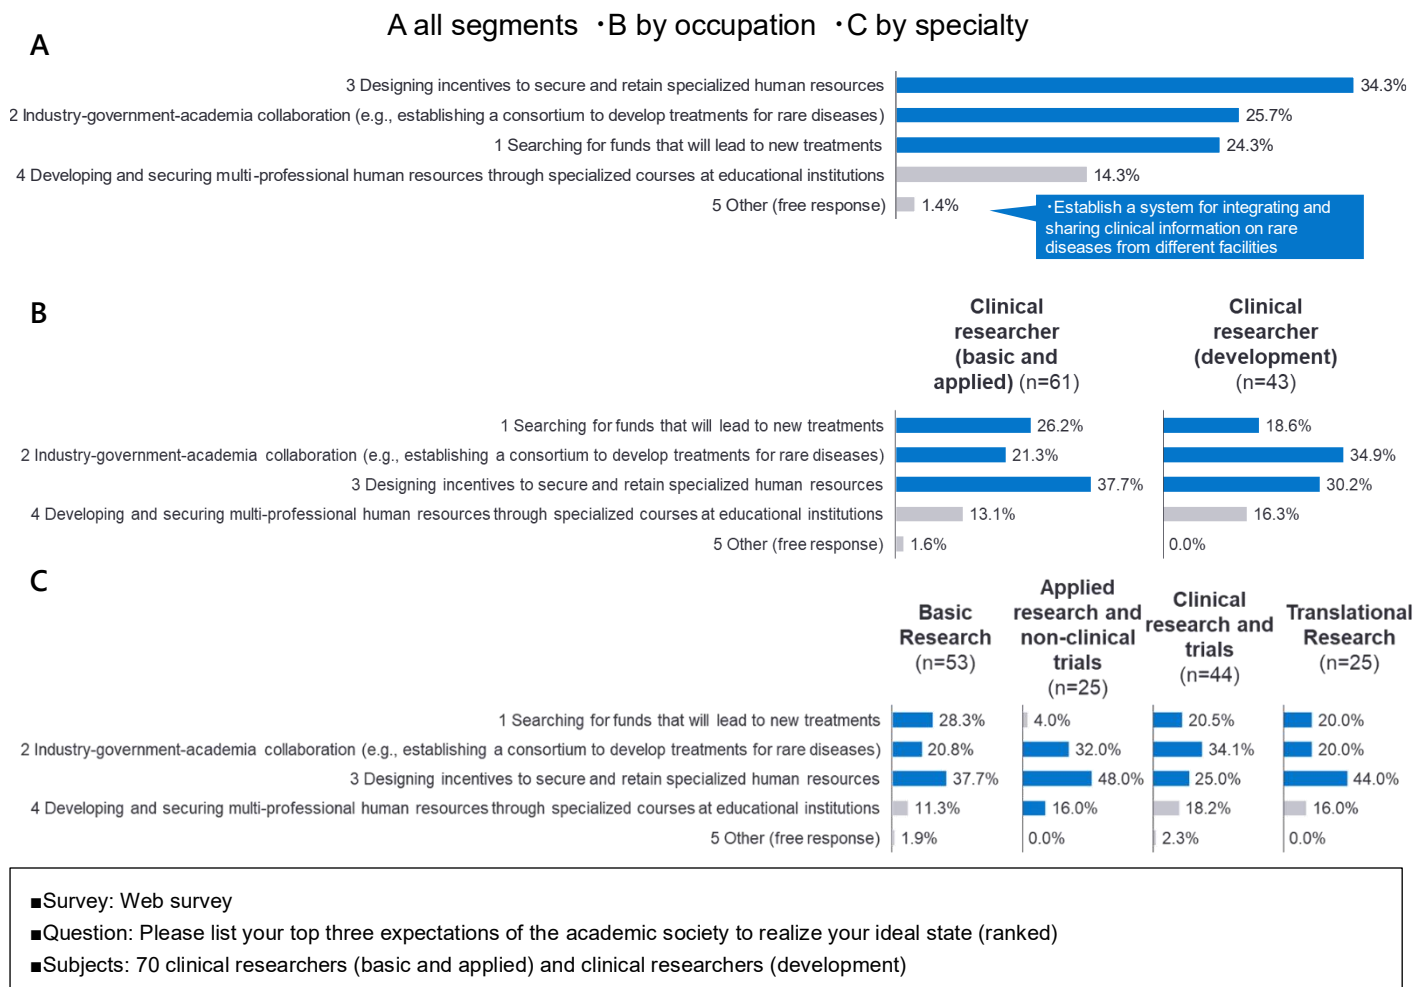 A all segments ・B by occupation ・C by specialty
A
3 Designing incentives to secure and retain specialized human resources 34.3%
2 Industry-government-academia collaboration (e.g., establishing a consortium to develop treatments for rare diseases) 25.7%
1 Searching for funds that will lead to new treatments 24.3%
4 Developing and securing multi-professional human resources through specialized courses at educational institutions 14.3%
5 Other (free response) 1.4%
・Establish a system for integrating and
sharing clinical information on rare
diseases from different facilities
B
Clinical
researcher
(basic and
applied) (n=61)
Clinical
researcher
(development)
(n=43)
1 Searching for funds that will lead to new treatments 26.2% 18.6%
2 Industry-government-academia collaboration (e.g., establishing a consortium to develop treatments for rare diseases) 21.3% 34.9%
3 Designing incentives to secure and retain specialized human resources 37.7% 30.2%
4 Developing and securing multi-professional human resources through specialized courses at educational institutions 13.1% 16.3%
5 Other (free response) 1.6% 0.0%
C
Basic
Research
(n=53)
Applied
research and
non-clinical
trials
(n=25)
Clinical
research and
trials
(n=44)
Translational
Research
(n=25)
1 Searching for funds that will lead to new treatments 28.3% 4.0% 20.5% 20.0%
2 Industry-government-academia collaboration (e.g., establishing a consortium to develop treatments for rare diseases) 20.8% 32.0% 34.1% 20.0%
3 Designing incentives to secure and retain specialized human resources 37.7% 48.0% 25.0% 44.0%
4 Developing and securing multi-professional human resources through specialized courses at educational institutions 11.3% 16.0% 18.2% 16.0%
5 Other (free response) 1.9% 0.0% 2.3% 0.0%
■Survey: Web survey
■Question: Please list your top three expectations of the academic society to realize your ideal state (ranked)
■Subjects: 70 clinical researchers (basic and applied) and clinical researchers (development)